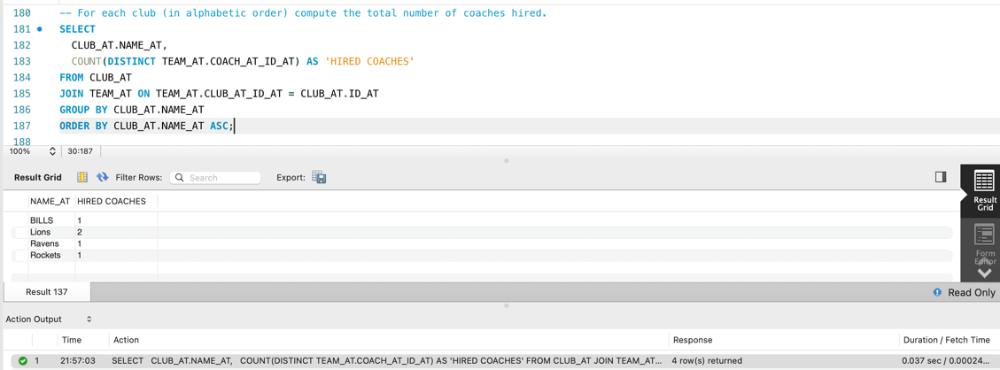 180 -- For each club (in alphabetic order) compute the total number of coaches hired.
181 SELECT
182 CLUB_AT.NAME_AT,
183 COUNT(DISTINCT TEAM_AT.COACH_AT_ID_AT) AS 'HIRED COACHES'
184 FROM CLUB_AT
185 JOIN TEAM_AT ON TEAM_AT.CLUB_AT_ID_AT = CLUB_AT.ID_AT
186 GROUP BY CLUB_AT.NAME_AT
187 ORDER BY CLUB_AT.NAME_AT ASC;
188
100% 30:187
Result Grid Filter Rows: Search Export:
NAME_AT HIRED COACHES
BILLS 1
Lions 2
Ravens 1
Rockets 1
Result
Grid
Form
Editor
Result 137 Read Only
Action Output
Time Action Response Duration / Fetch Time
1 21:57:03 SELECT CLUB_AT.NAME_AT, COUNT(DISTINCT TEAM_AT.COACH_AT_ID_AT) AS 'HIRED COACHES' FROM CLUB_AT JOIN TEAM_AT... 4 row(s) returned 0.037 sec / 0.00024...